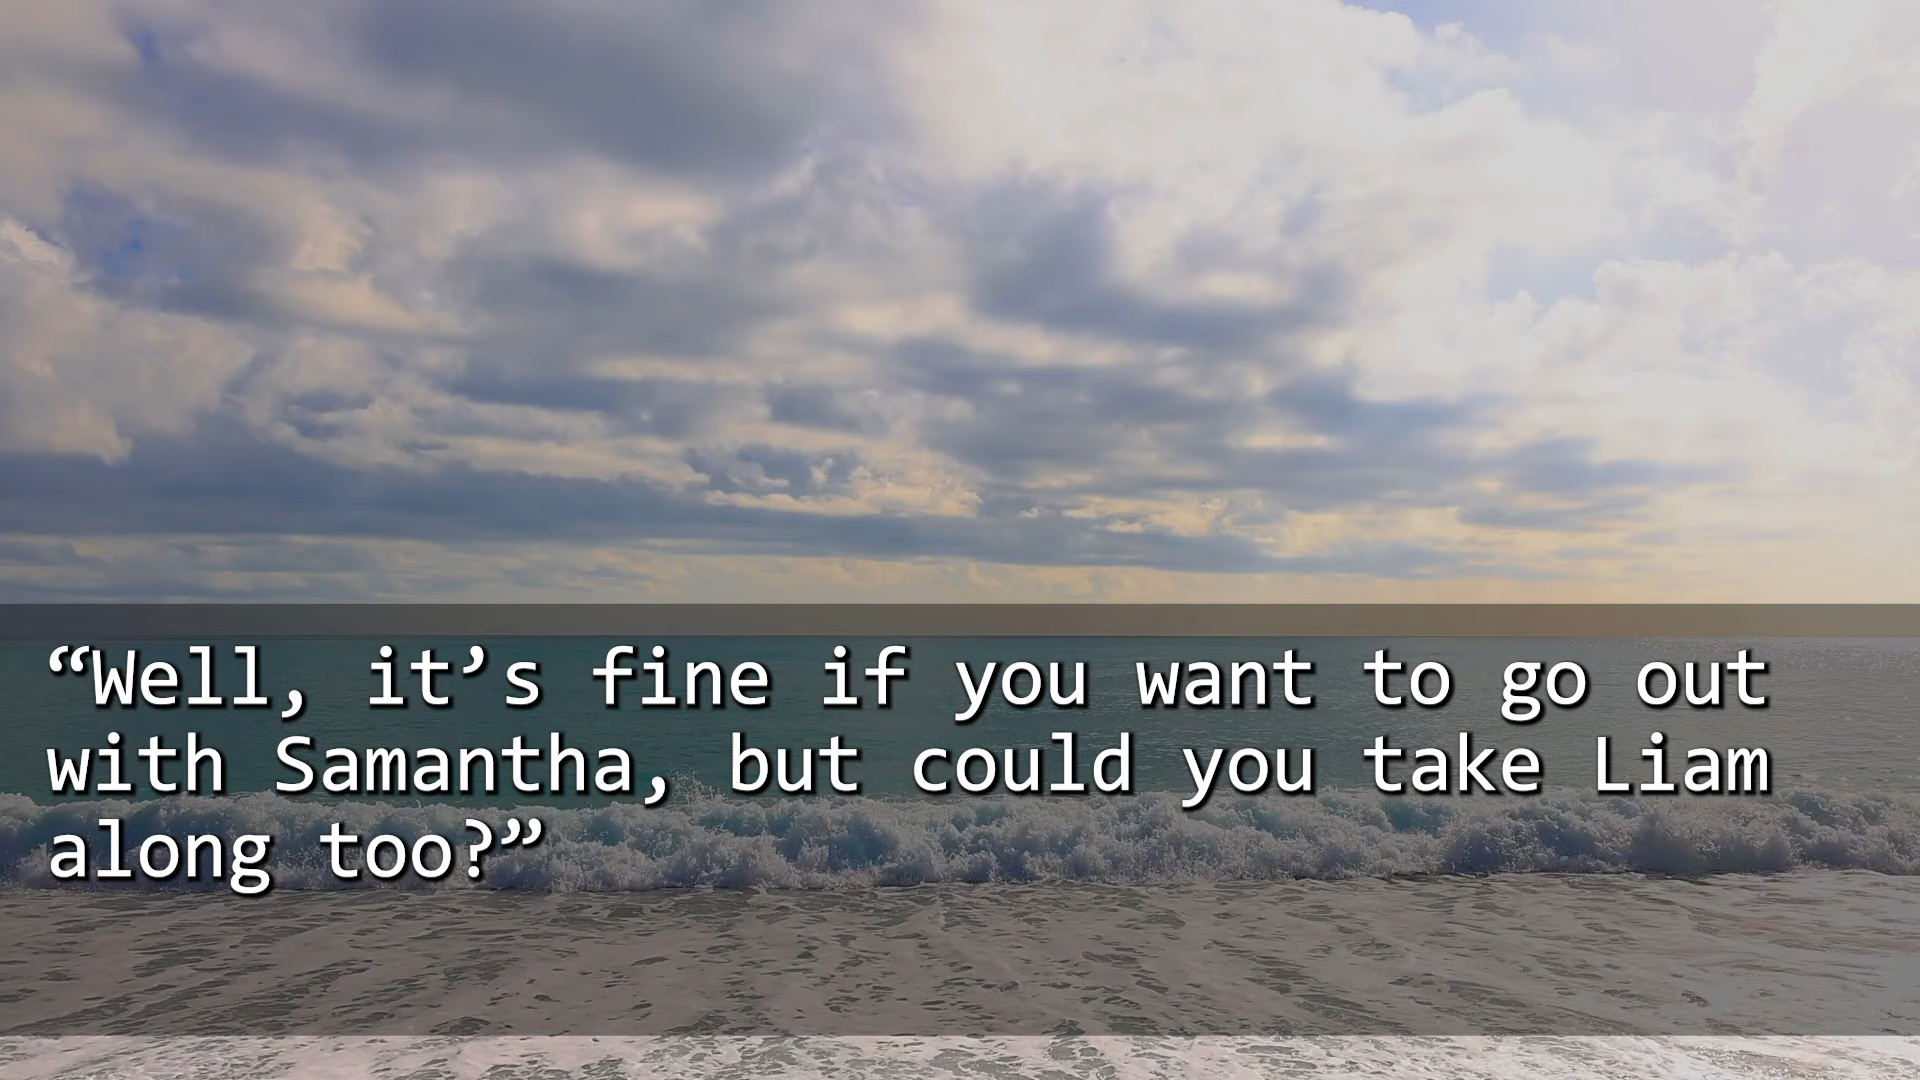 “Well, it’s fine if you want to go out
with Samantha, but could you take Liam
along too?”